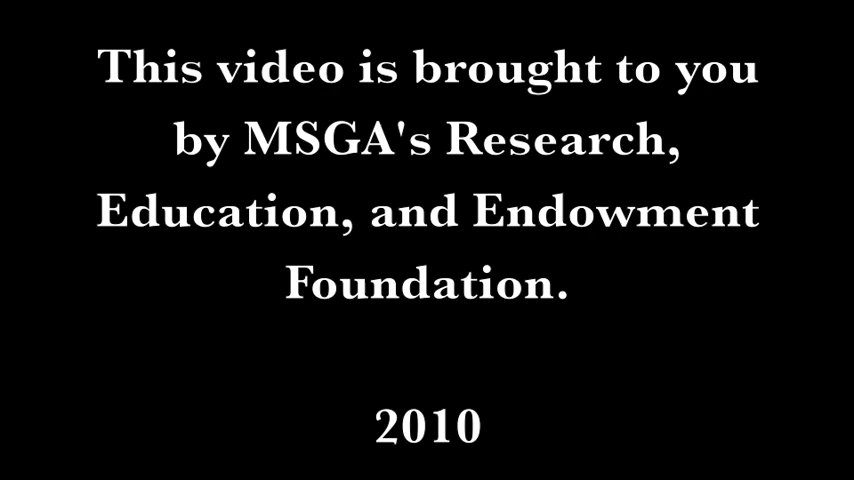 This video is brought to you
by MSGA's Research,
Education, and Endowment
Foundation.
2010